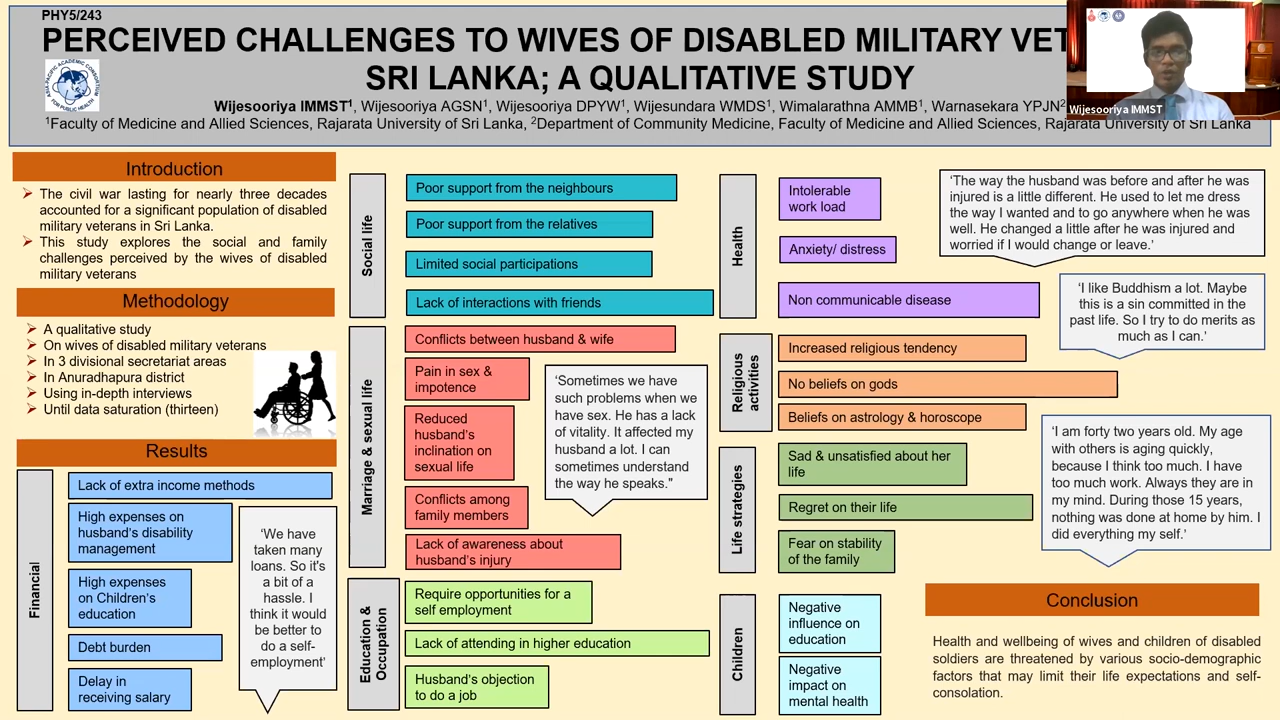 PHY5/243
PERCEIVED CHALLENGES TO WIVES OF DISABLED MILITARY VET
SRI LANKA; A QUALITATIVE STUDY
Wijesooriya IMMST1, Wijesooriya AGSN1, Wijesooriya DPYW1, Wijesundara WMDS1, Wimalarathna AMMB1, Warnasekara YPJN2
1Faculty of Medicine and Allied Sciences, Rajarata University of Sri Lanka, 2Department of Community Medicine, Faculty of Medicine and Allied Sciences, Rajarata University of Sri Lanka
Wijesooriya IMMST
Introduction
The civil war lasting for nearly three decades
accounted for a significant population of disabled
military veterans in Sri Lanka.
This study explores the social and family
challenges perceived by the wives of disabled
military veterans
Methodology
A qualitative study
On wives of disabled military veterans
In 3 divisional secretariat areas
In Anuradhapura district
Using in-depth interviews
Until data saturation (thirteen)
Results
Financial
Lack of extra income methods
High expenses on
husband's disability
management
High expenses
on Children's
education
Debt burden
Delay in
receiving salary
'We have
taken many
loans. So it's
a bit of a
hassle. I
think it would
be better to
do a self-
employment'
Social life
Poor support from the neighbours
Poor support from the relatives
Limited social participations
Lack of interactions with friends
Marriage & sexual life
Conflicts between husband & wife
Pain in sex &
impotence
Reduced
husband's
inclination on
sexual life
Conflicts among
family members
Lack of awareness about
husband's injury
'Sometimes we have
such problems when we
have sex. He has a lack
of vitality. It affected my
husband a lot. I can
sometimes understand
the way he speaks."
Education &
Occupation
Require opportunities for a
self employment
Lack of attending in higher education
Husband's objection
to do a job
Health
Intolerable
work load
Anxiety/ distress
Non communicable disease
'The way the husband was before and after he was
injured is a little different. He used to let me dress
the way I wanted and to go anywhere when he was
well. He changed a little after he was injured and
worried if I would change or leave.'
Religious
activities
Increased religious tendency
No beliefs on gods
Beliefs on astrology & horoscope
'I like Buddhism a lot. Maybe
this is a sin committed in the
past life. So I try to do merits as
much as I can.'
Life strategies
Sad & unsatisfied about her
life
Regret on their life
Fear on stability
of the family
'I am forty two years old. My age
with others is aging quickly,
because I think too much. I have
too much work. Always they are in
my mind. During those 15 years,
nothing was done at home by him. I
did everything my self.'
Children
Negative
influence on
education
Negative
impact on
mental health
Conclusion
Health and wellbeing of wives and children of disabled
soldiers are threatened by various socio-demographic
factors that may limit their life expectations and self-
consolation.